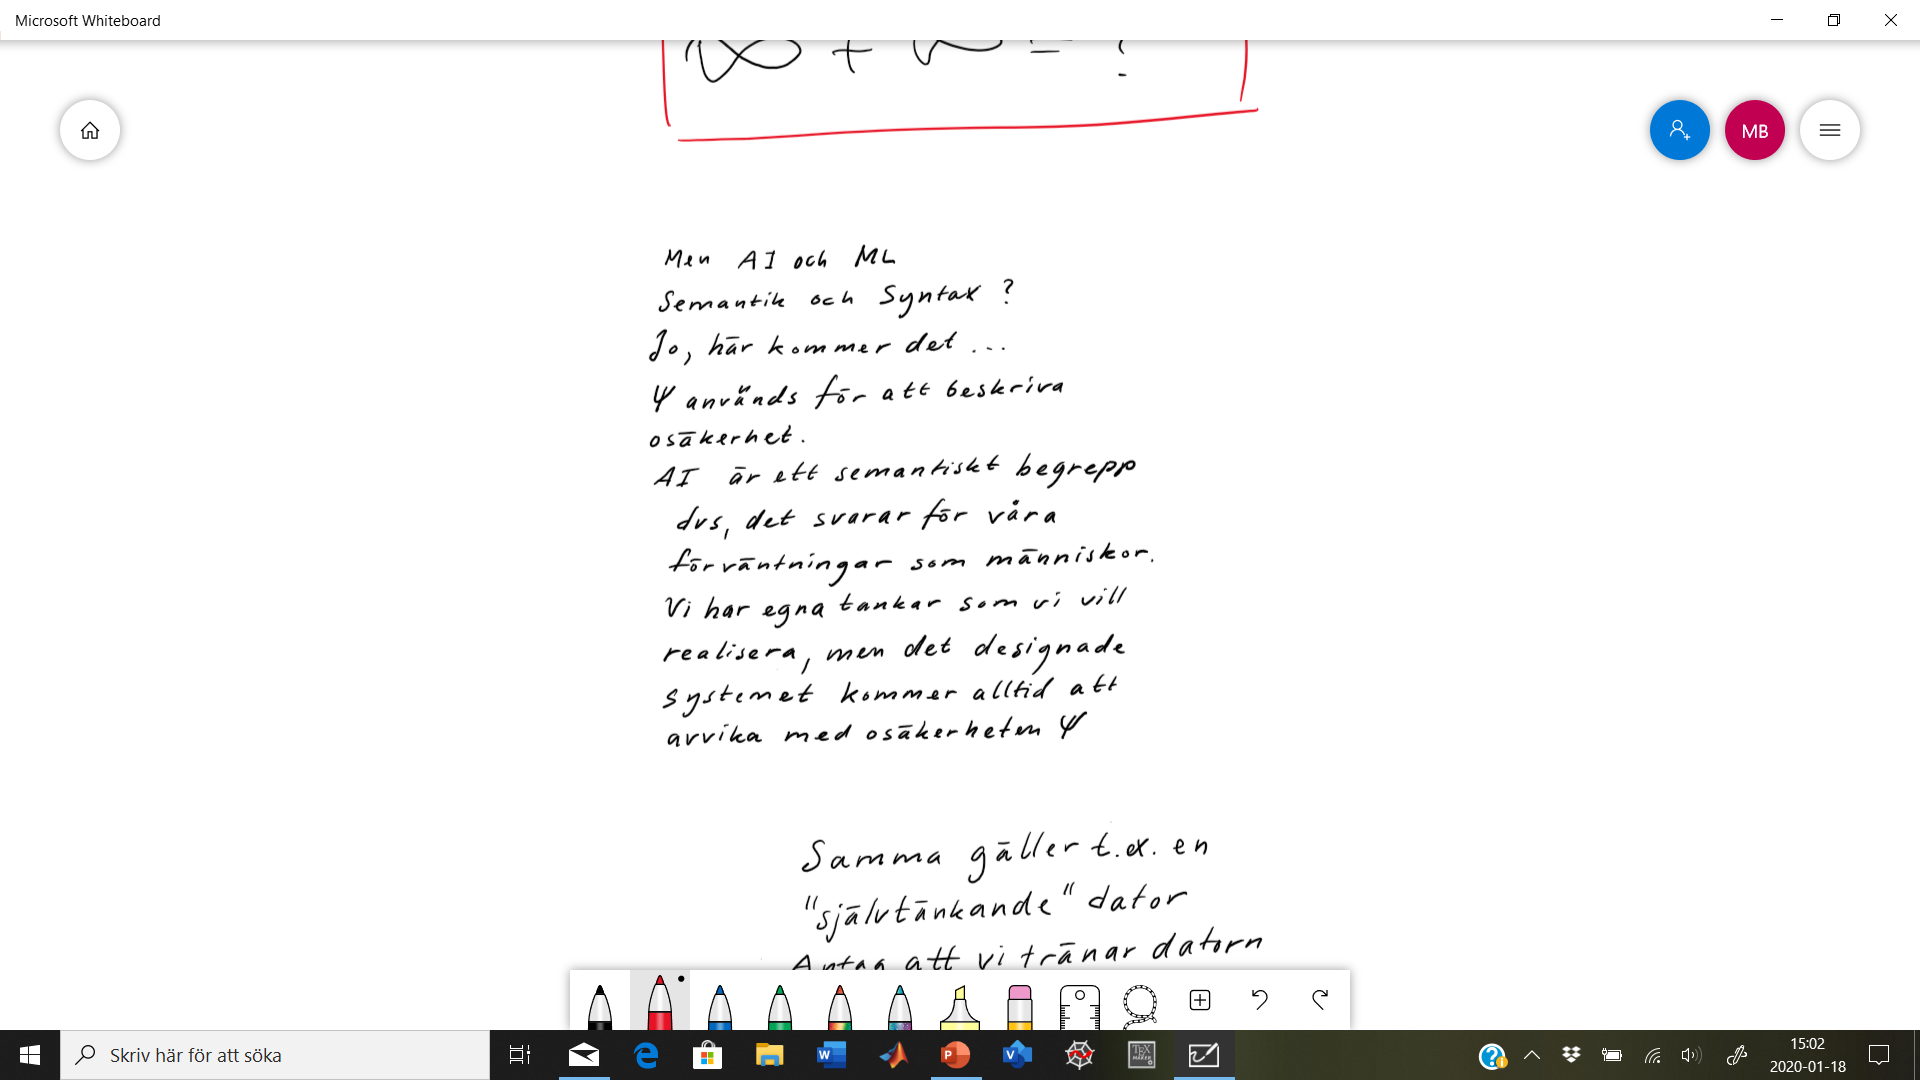 Microsoft Whiteboard
+ = ?
MB
Men AI och ML
Semantik och Syntax ?
Jo, här kommer det ...
Ψ används för att beskriva
osäkerhet.
AI är ett semantiskt begrepp
dvs, det svarar för våra
förväntningar som människor.
Vi har egna tankar som vi vill
realisera, men det designade
systemet kommer alltid att
avvika med osäkerheten Ψ
Samma gäller t.ex. en
"självtänkande" dator
Antag att vi tränar datorn
Skriv här för att söka
15:02
2020-01-18